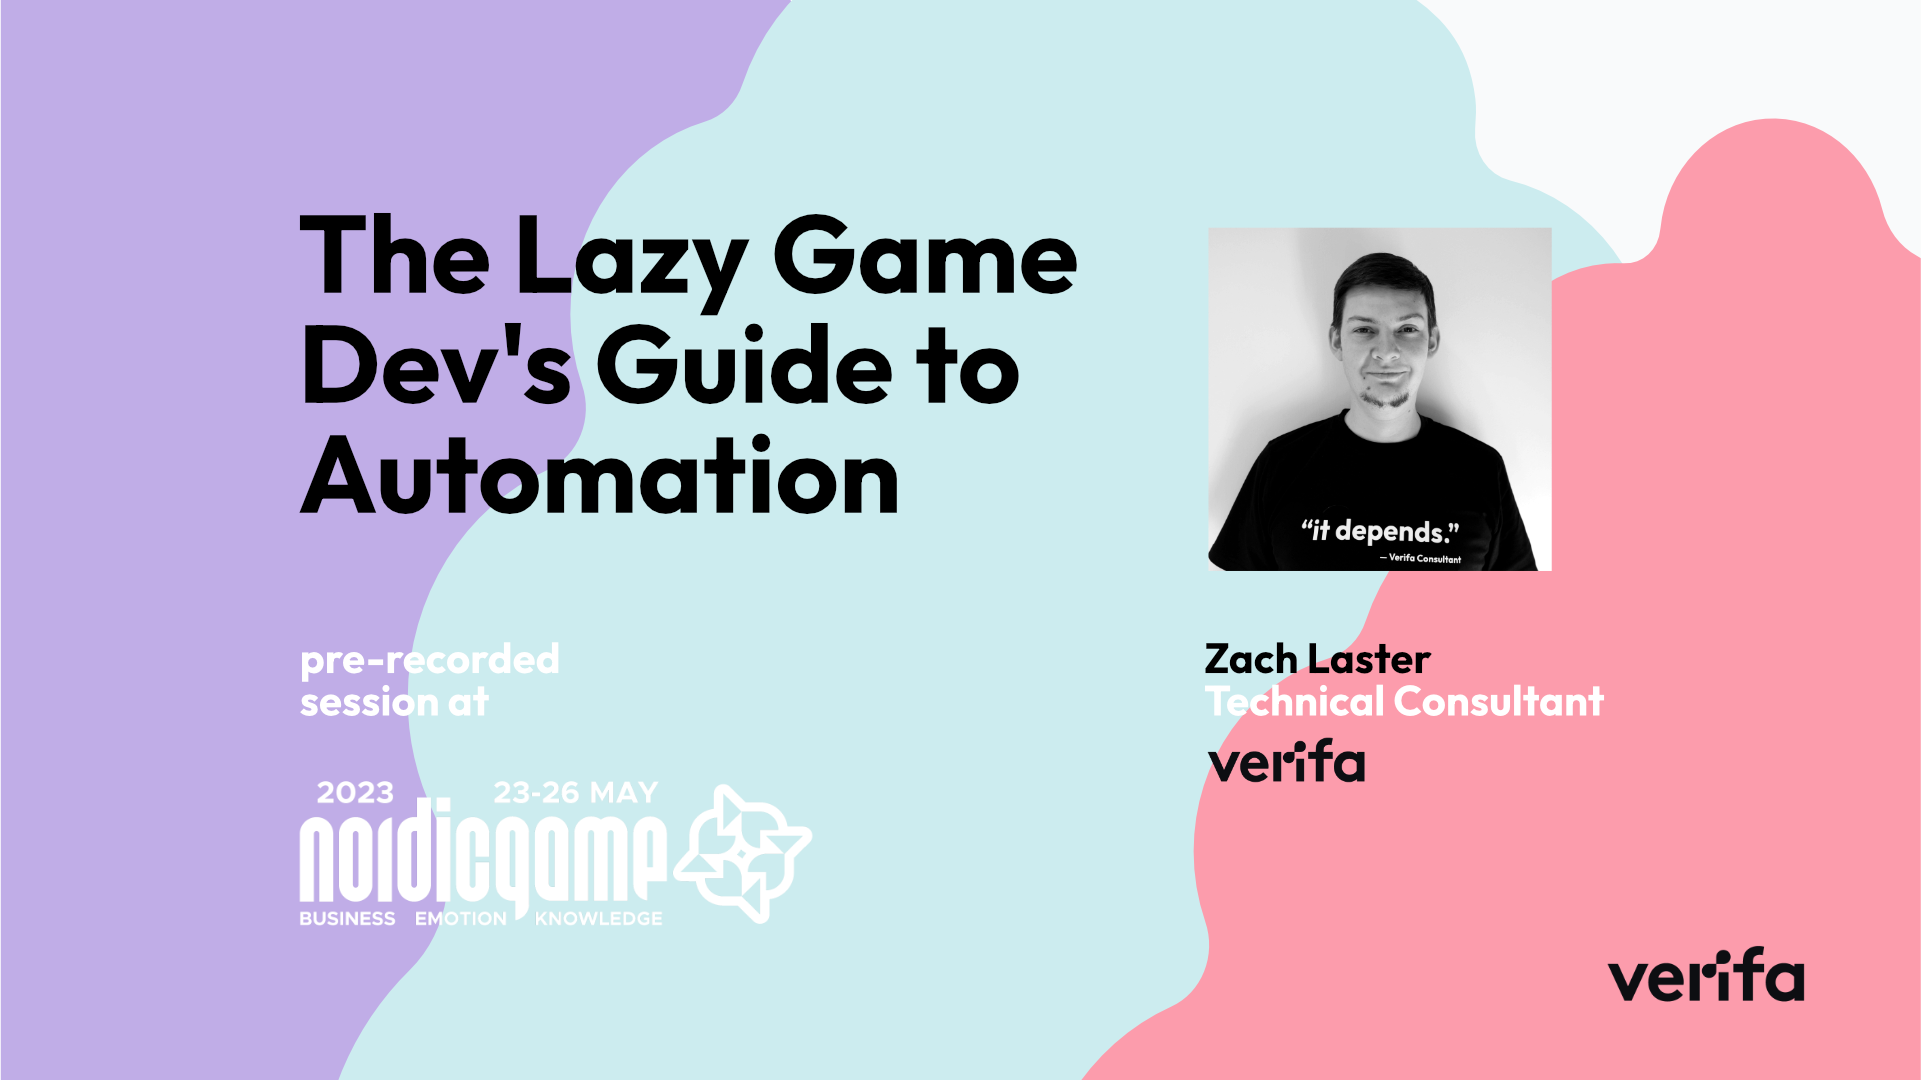 The Lazy Game
Dev's Guide to
Automation
“it depends.”
— Verifa Consultant
pre-recorded
session at
2023 23-26 MAY
nordicgame
BUSINESS EMOTION KNOWLEDGE
Zach Laster
Technical Consultant
verifa
verifa